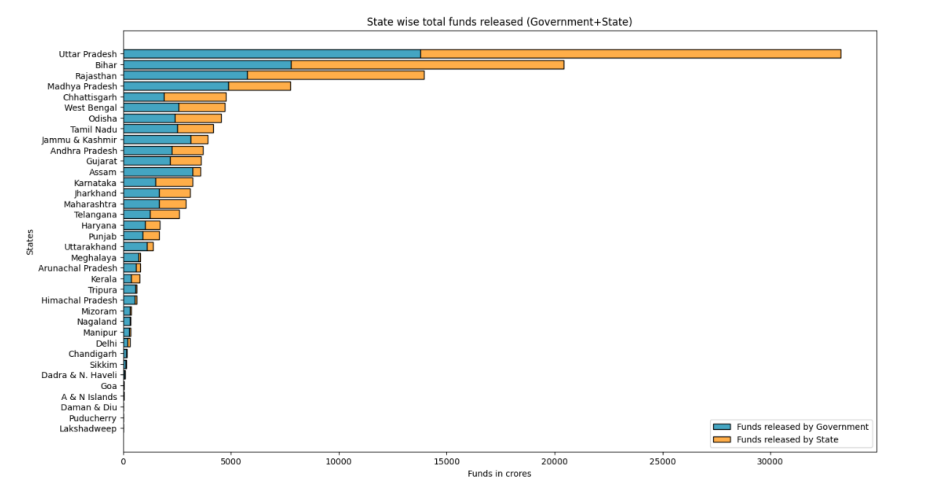 State wise total funds released (Government+State)
Uttar Pradesh
Bihar
Rajasthan
Madhya Pradesh
Chhattisgarh
West Bengal
Odisha
Tamil Nadu
Jammu & Kashmir
Andhra Pradesh
Gujarat
Assam
Karnataka
Jharkhand
Maharashtra
Telangana
Haryana
Punjab
Uttarakhand
Meghalaya
Arunachal Pradesh
Kerala
Tripura
Himachal Pradesh
Mizoram
Nagaland
Manipur
Delhi
Chandigarh
Sikkim
Dadra & N. Haveli
Goa
A & N Islands
Daman & Diu
Puducherry
Lakshadweep
States
Funds released by Government
Funds released by State
0 5000 10000 15000 20000 25000 30000
Funds in crores